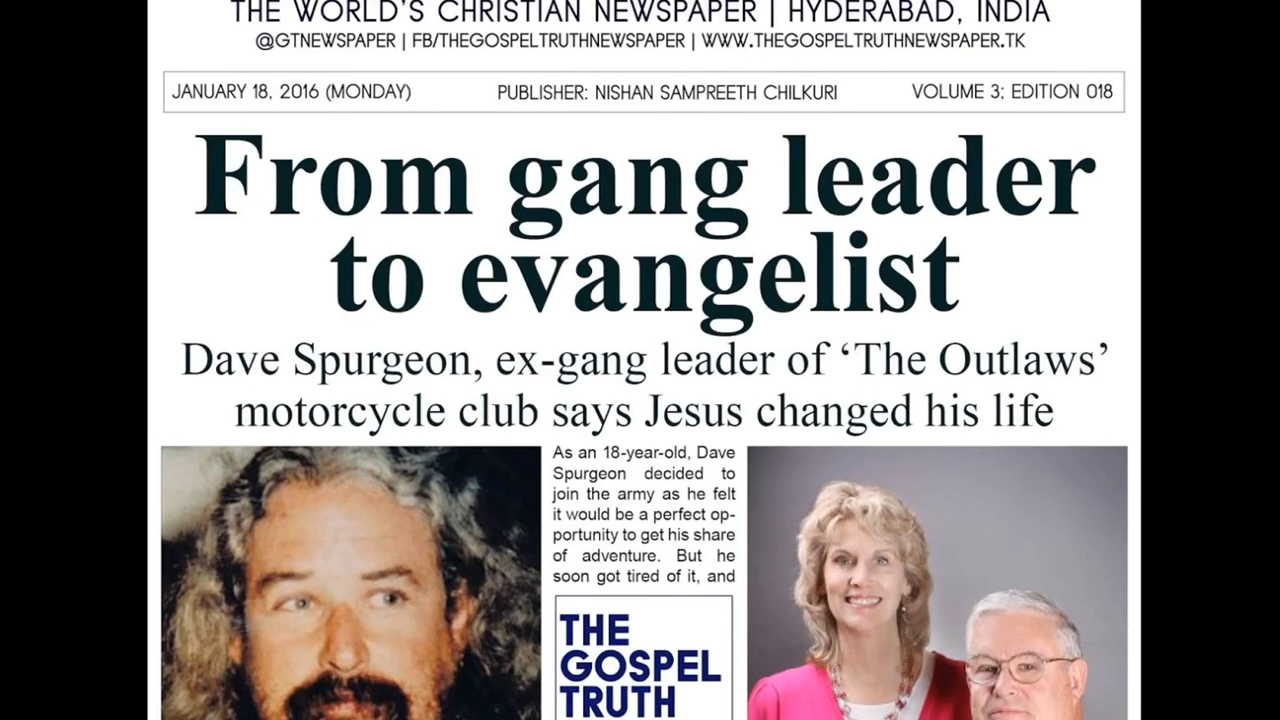 THE WORLD'S CHRISTIAN NEWSPAPER | HYDERABAD, INDIA
@GTNEWSPAPER | FB/THEGOSPELTRUTHNEWSPAPER | WWW.THEGOSPELTRUTHNEWSPAPER.TK
JANUARY 18, 2016 (MONDAY) PUBLISHER: NISHAN SAMPREETH CHILKURI VOLUME 3; EDITION 018
From gang leader
to evangelist
Dave Spurgeon, ex-gang leader of ‘The Outlaws’
motorcycle club says Jesus changed his life
As an 18-year-old, Dave
Spurgeon decided to
join the army as he felt
it would be a perfect op-
portunity to get his share
of adventure. But he
soon got tired of it, and
THE
GOSPEL
TRUTH